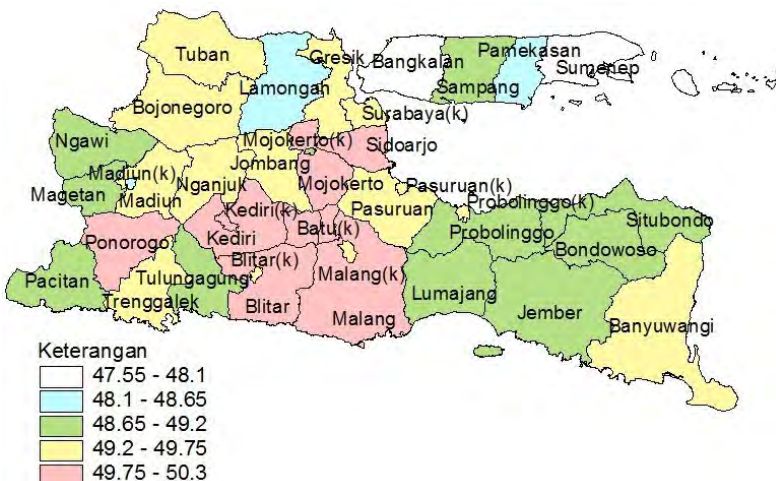 Tuban
Gresik
Bangkalan
Pamekasan
Lamongan
Sampang
Sumenep
Bojonegoro
Surabaya(k)
Ngawi
Mojokerto(k)
Sidoarjo
Madiun(k)
Jombang
Magetan
Madiun
Nganjuk
Mojokerto
Pasuruan(k)
Kediri(k)
Pasuruan
Probolinggo(k)
Situbondo
Ponorogo
Kediri
Batu(k)
Probolinggo
Bondowoso
Pacitan
Tulungagung
Blitar(k)
Malang(k)
Lumajang
Trenggalek
Blitar
Malang
Jember
Banyuwangi
Keterangan
47.55 - 48.1
48.1 - 48.65
48.65 - 49.2
49.2 - 49.75
49.75 - 50.3